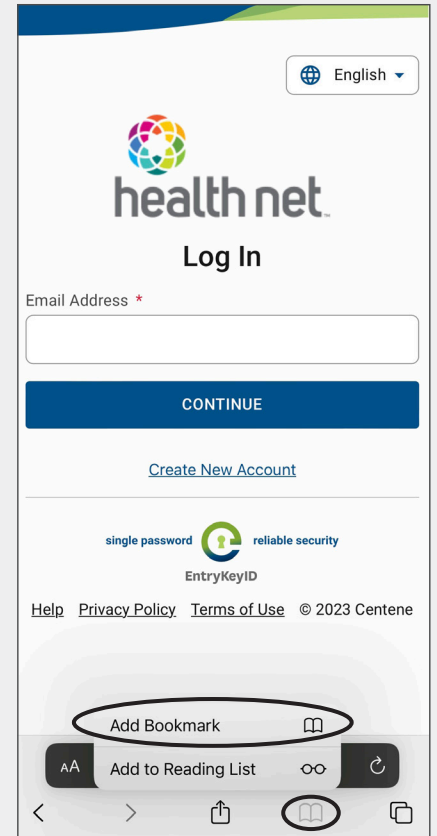 English
health net™
Log In
Email Address *
CONTINUE
Create New Account
single password reliable security
EntryKeyID
Help Privacy Policy Terms of Use © 2023 Centene
Add Bookmark
AA Add to Reading List